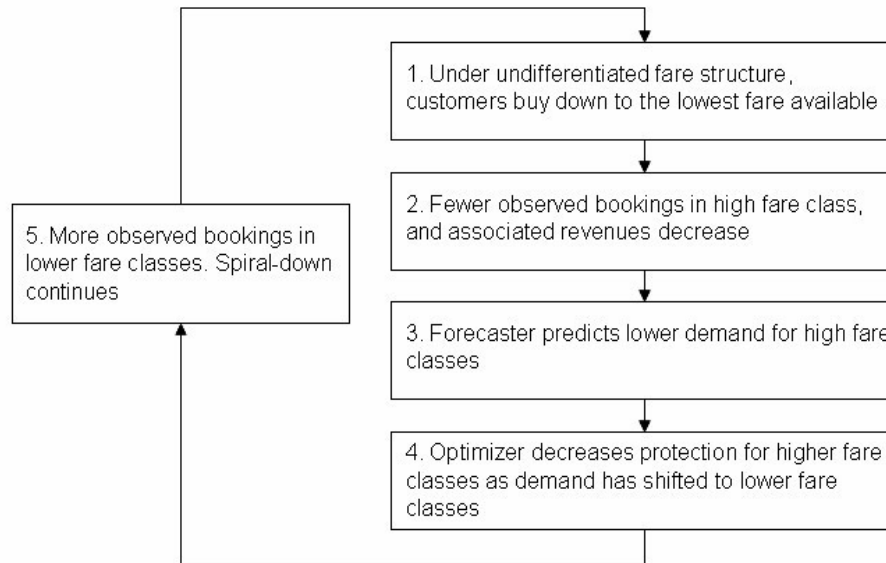 1. Under undifferentiated fare structure,
customers buy down to the lowest fare available
2. Fewer observed bookings in high fare class,
and associated revenues decrease
3. Forecaster predicts lower demand for high fare
classes
4. Optimizer decreases protection for higher fare
classes as demand has shifted to lower fare
classes
5. More observed bookings in
lower fare classes. Spiral-down
continues